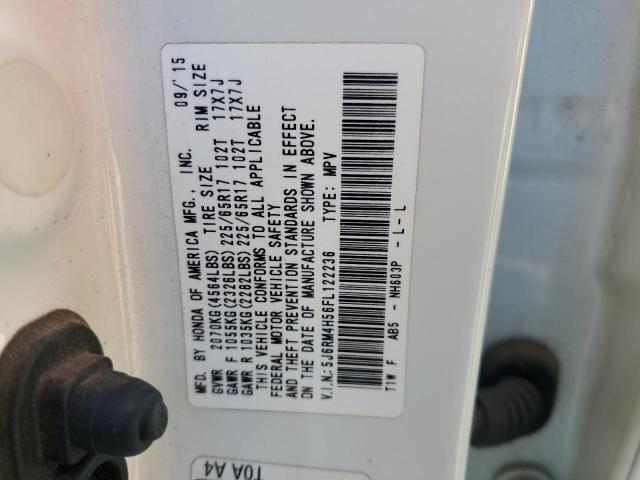 MFD. BY HONDA OF AMERICA MFG., INC. 09/'15
TIRE SIZE RIM SIZE
GVWR 2070KG(4564LBS)
GAWR F 1055KG(2326LBS) 225/65R17 102T 17X7J
GAWR R 1035KG(2282LBS) 225/65R17 102T 17X7J
THIS VEHICLE CONFORMS TO ALL APPLICABLE
FEDERAL MOTOR VEHICLE SAFETY
AND THEFT PREVENTION STANDARDS IN EFFECT
ON THE DATE OF MANUFACTURE SHOWN ABOVE.
V.I.N.:5J6RM4H56FL122236 TYPE: MPV
T1W F AB5 - NH603P - L- L
T0A A4